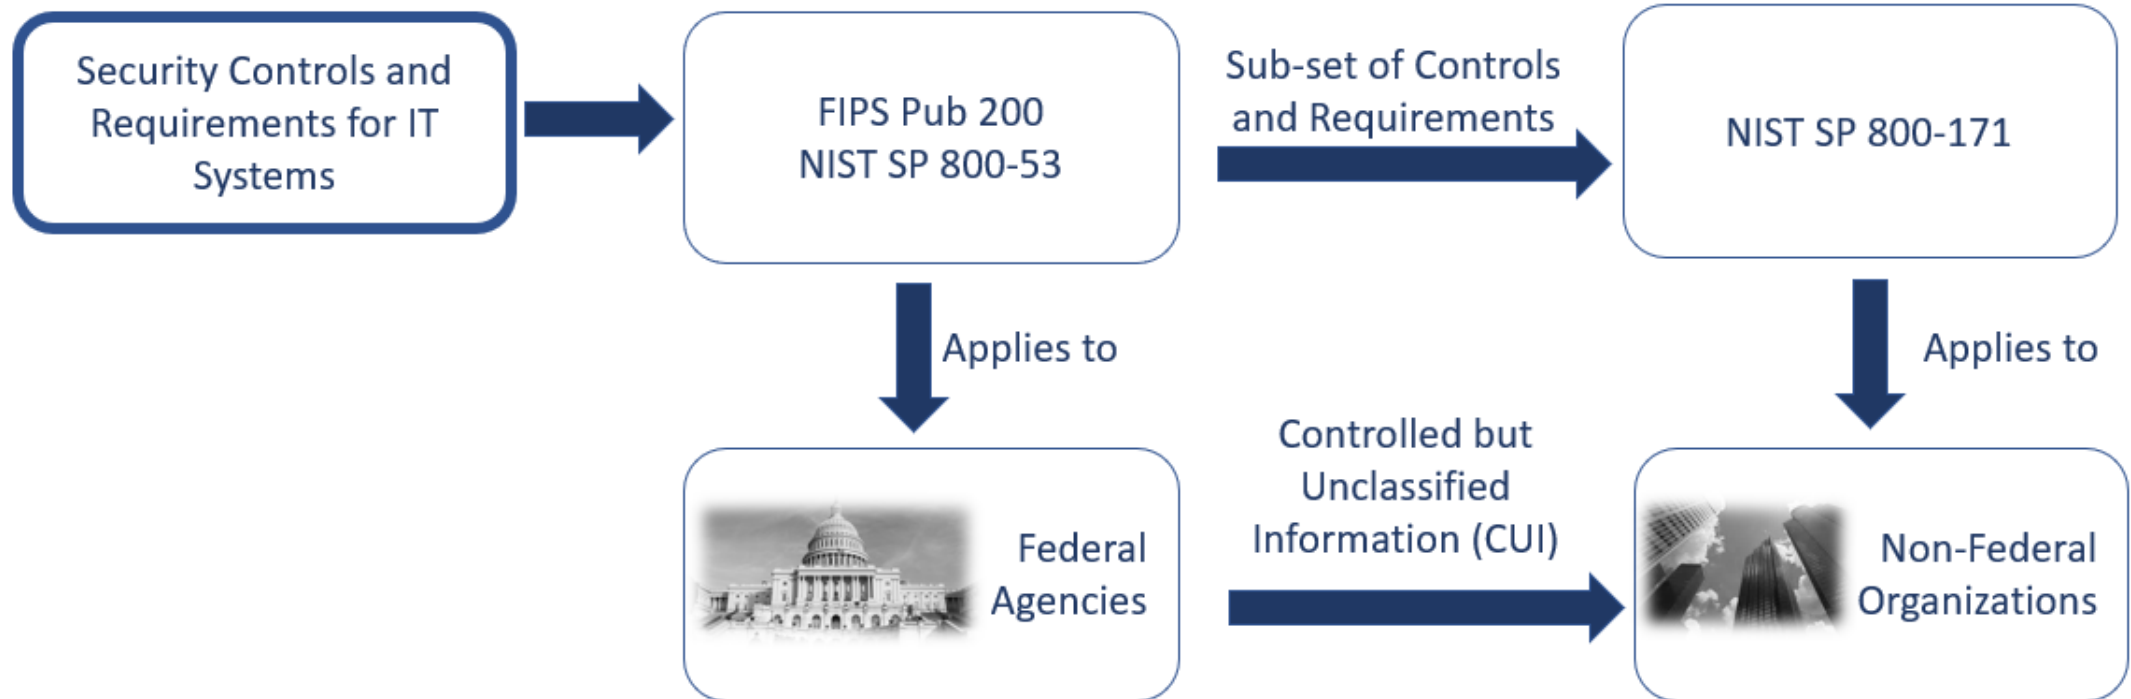 Security Controls and
Requirements for IT
Systems
FIPS Pub 200
NIST SP 800-53
Sub-set of Controls
and Requirements
NIST SP 800-171
Applies to
Applies to
Federal
Agencies
Controlled but
Unclassified
Information (CUI)
Non-Federal
Organizations